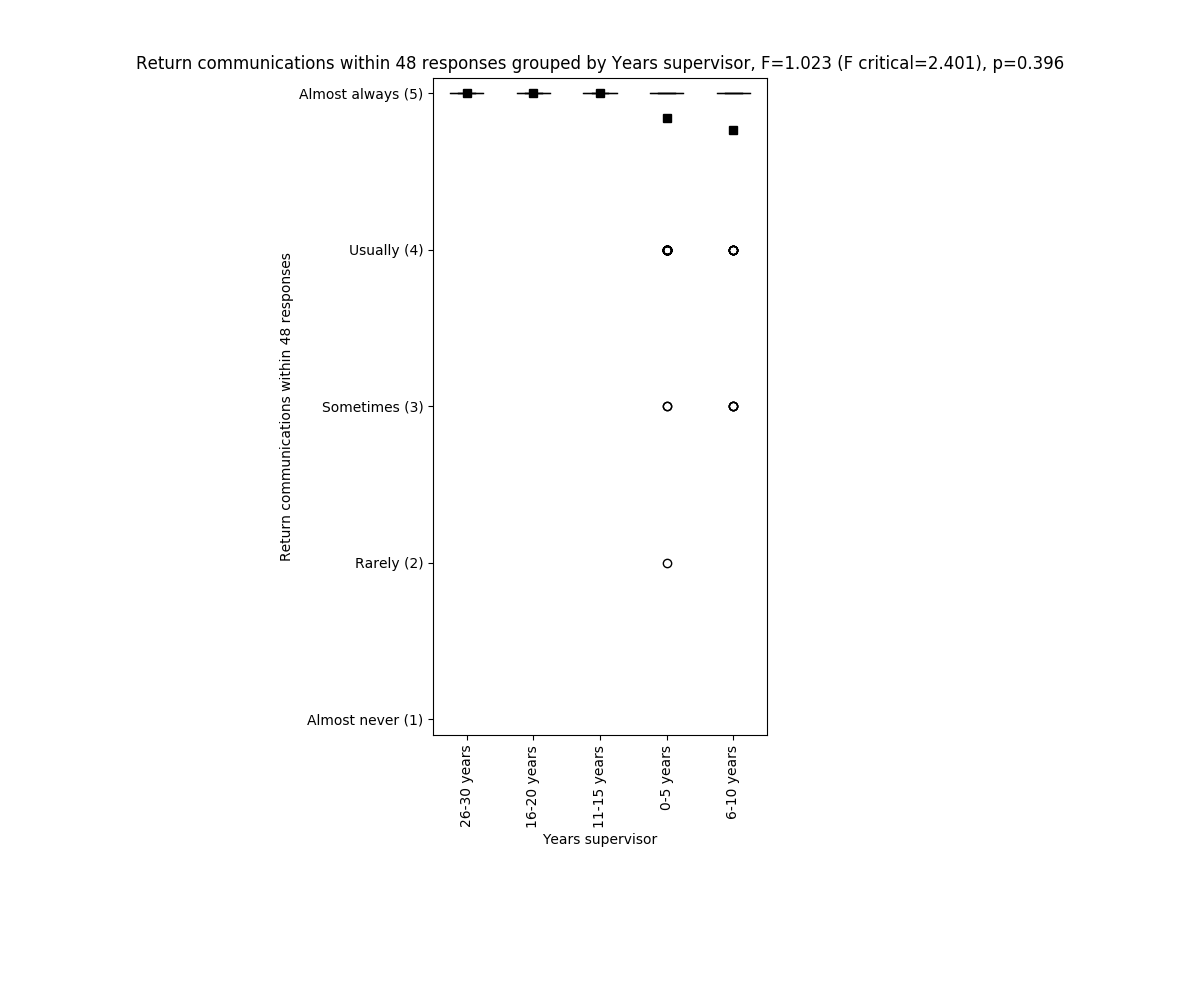 Return communications within 48 responses grouped by Years supervisor, F=1.023 (F critical=2.401), p=0.396
Almost always (5)
Usually (4)
Sometimes (3)
Rarely (2)
Almost never (1)
Return communications within 48 responses
26-30 years
16-20 years
11-15 years
0-5 years
6-10 years
Years supervisor